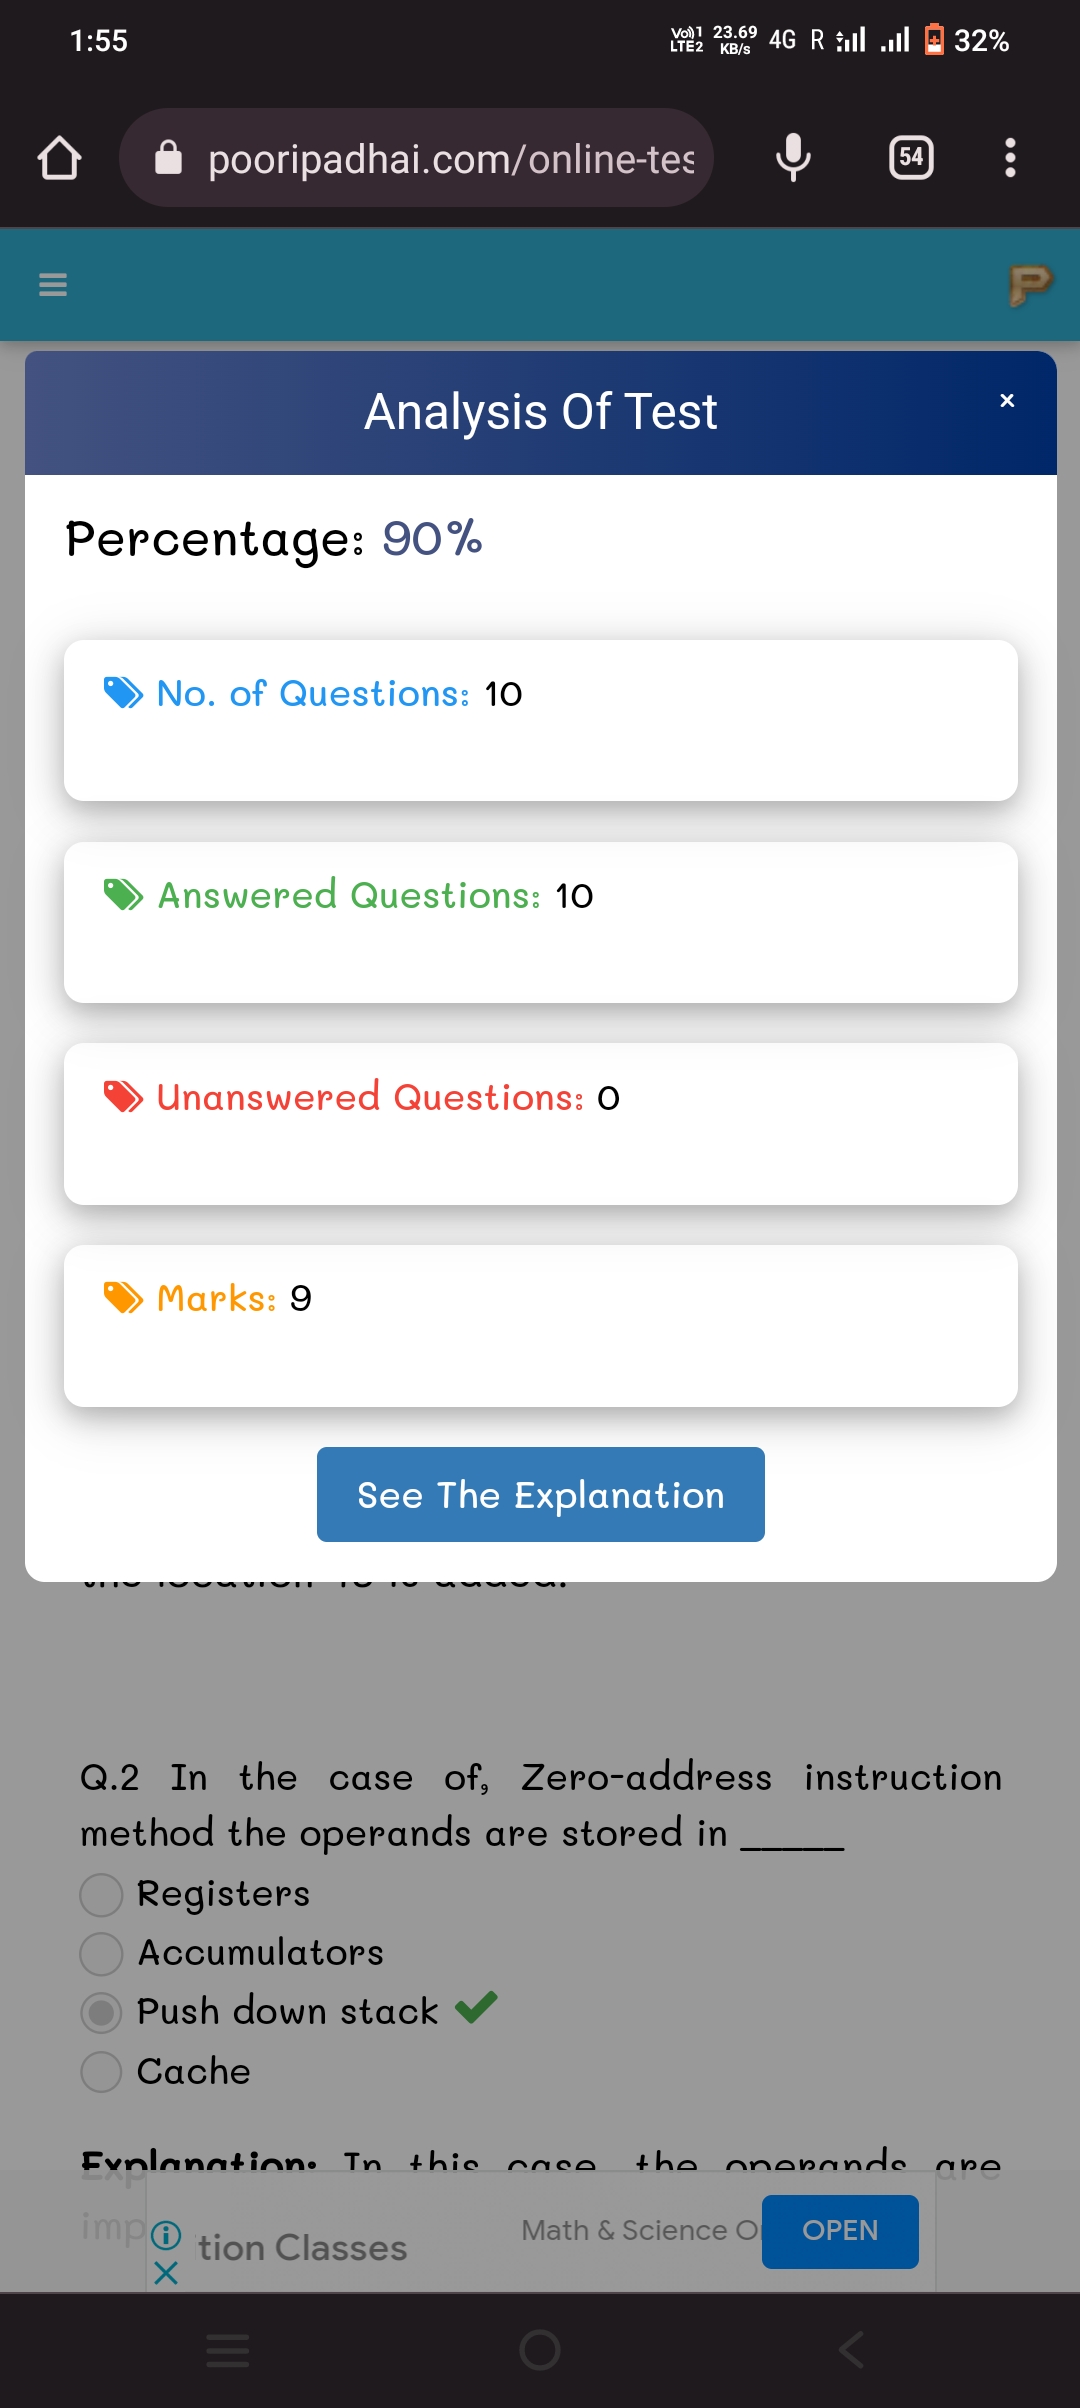 1:55
Vo))1 LTE2 23.69 KB/s 4G R 32%
pooripadhai.com/online-tes
54
P
Analysis Of Test ×
Percentage: 90%
No. of Questions: 10
Answered Questions: 10
Unanswered Questions: 0
Marks: 9
See The Explanation
Q.2 In the case of, Zero-address instruction
method the operands are stored in _____
Registers
Accumulators
Push down stack
Cache
Explanation: In this case, the operands are
imp
tion Classes
Math & Science O
OPEN